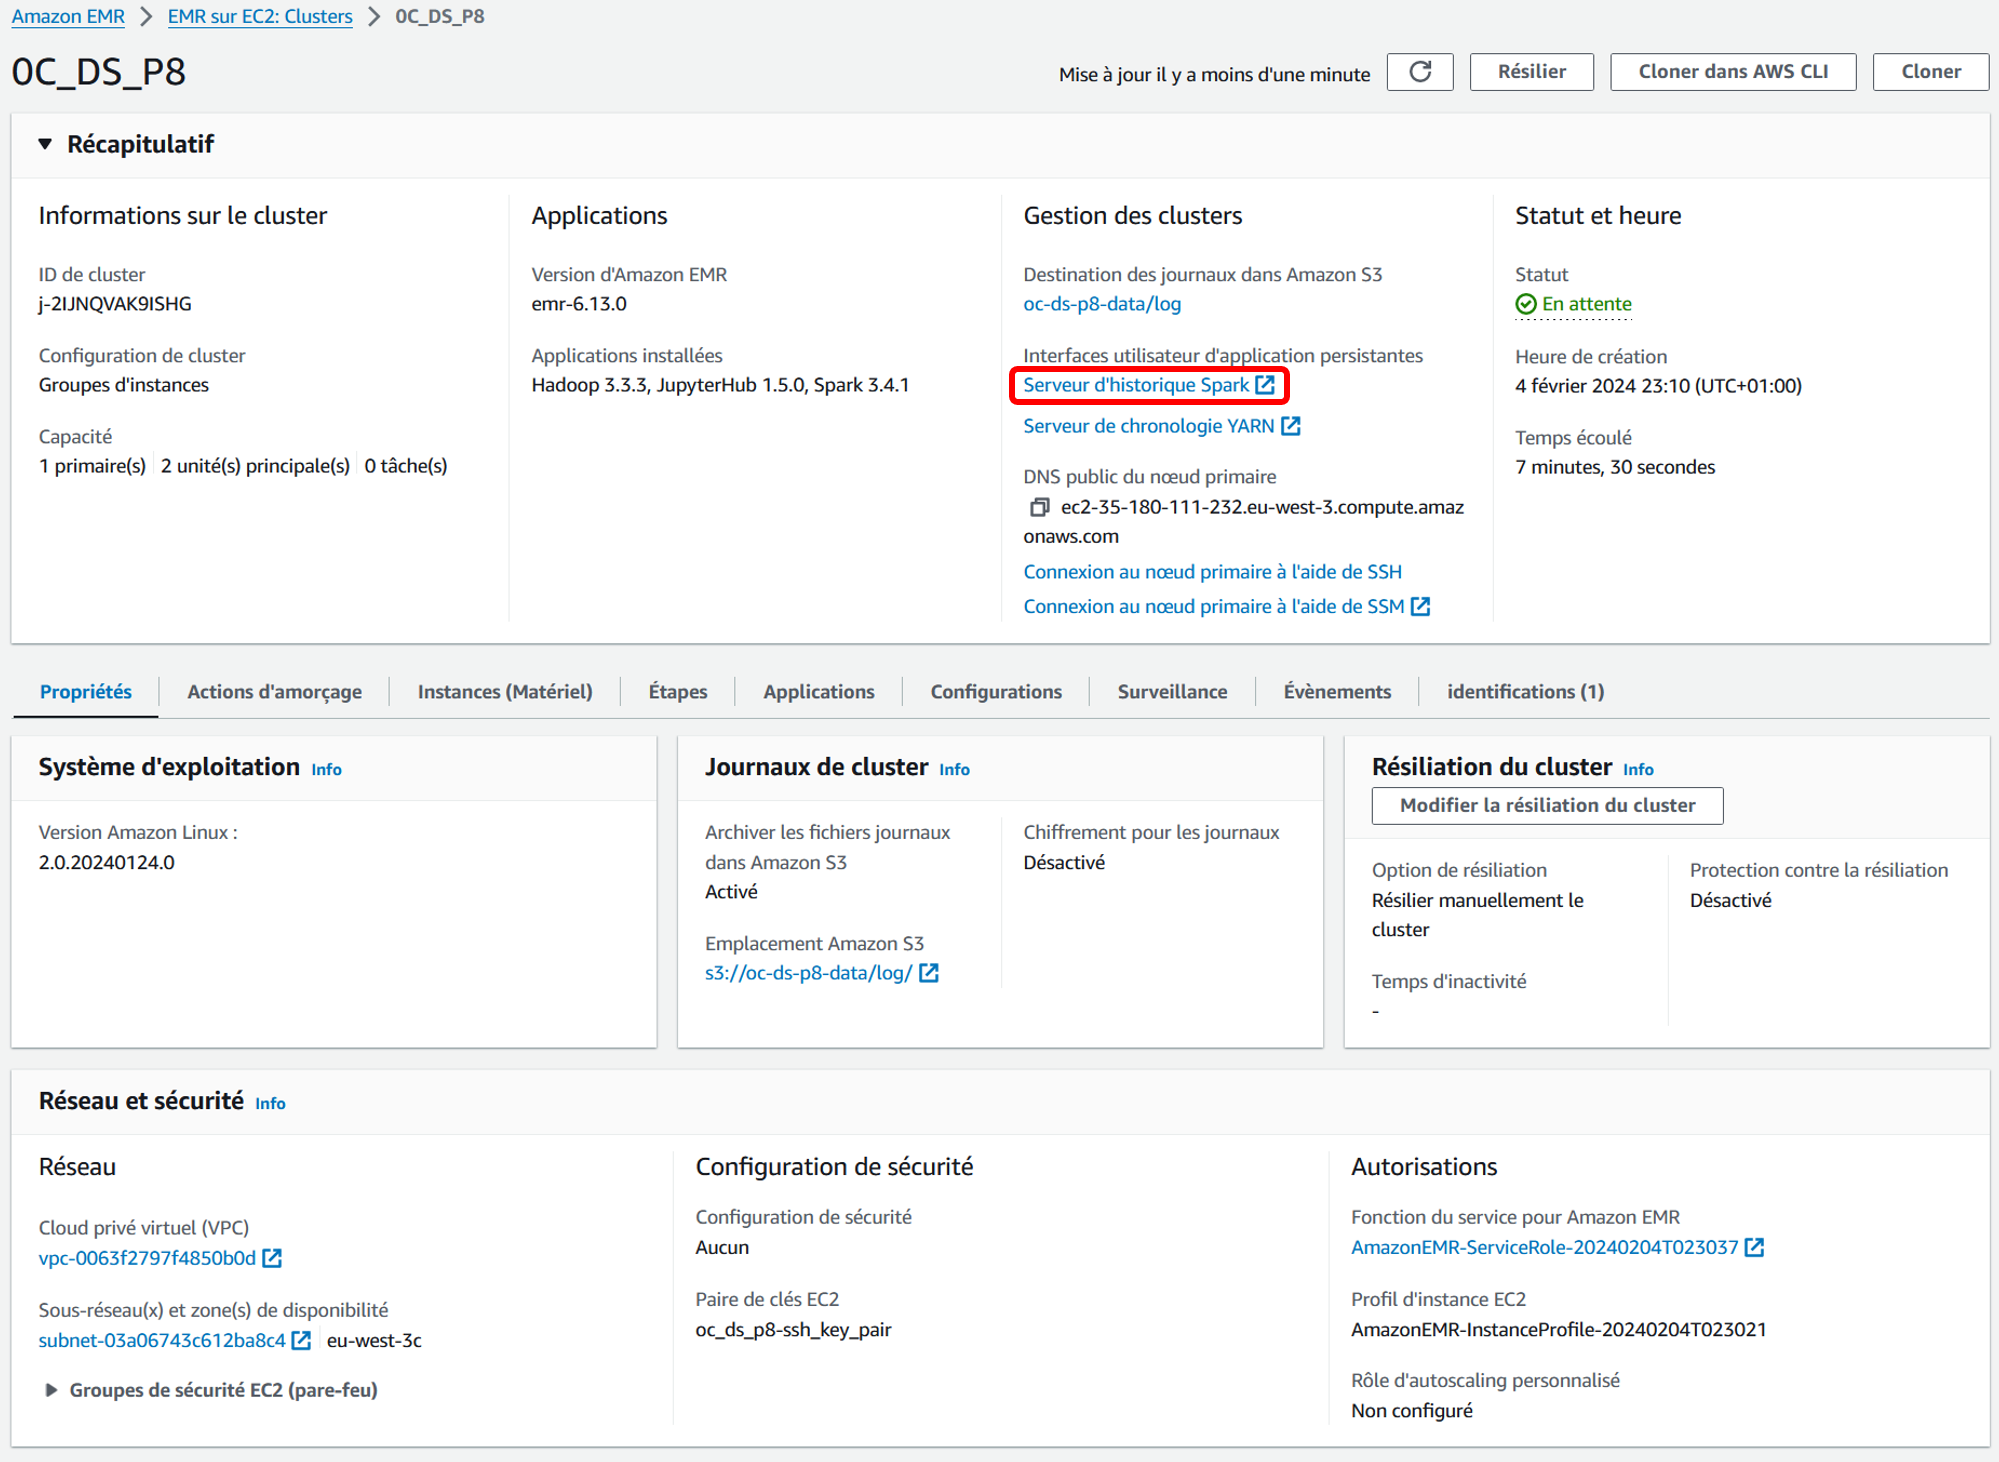 Amazon EMR > EMR sur EC2: Clusters > 0C_DS_P8
0C_DS_P8
Mise à jour il y a moins d'une minute
Résilier
Cloner dans AWS CLI
Cloner
Récapitulatif
Informations sur le cluster
ID de cluster
j-2IJNQVAK9ISHG
Configuration de cluster
Groupes d'instances
Capacité
1 primaire(s) 2 unité(s) principale(s) 0 tâche(s)
Applications
Version d'Amazon EMR
emr-6.13.0
Applications installées
Hadoop 3.3.3, JupyterHub 1.5.0, Spark 3.4.1
Gestion des clusters
Destination des journaux dans Amazon S3
oc-ds-p8-data/log
Interfaces utilisateur d'application persistantes
Serveur d'historique Spark
Serveur de chronologie YARN
DNS public du nœud primaire
ec2-35-180-111-232.eu-west-3.compute.amaz
onaws.com
Connexion au nœud primaire à l'aide de SSH
Connexion au nœud primaire à l'aide de SSM
Statut et heure
Statut
En attente
Heure de création
4 février 2024 23:10 (UTC+01:00)
Temps écoulé
7 minutes, 30 secondes
Propriétés
Actions d'amorçage
Instances (Matériel)
Étapes
Applications
Configurations
Surveillance
Évènements
identifications (1)
Système d'exploitation Info
Version Amazon Linux :
2.0.20240124.0
Journaux de cluster Info
Archiver les fichiers journaux
dans Amazon S3
Activé
Emplacement Amazon S3
s3://oc-ds-p8-data/log/
Chiffrement pour les journaux
Désactivé
Résiliation du cluster Info
Modifier la résiliation du cluster
Option de résiliation
Résilier manuellement le
cluster
Temps d'inactivité
-
Protection contre la résiliation
Désactivé
Réseau et sécurité Info
Réseau
Cloud privé virtuel (VPC)
vpc-0063f2797f4850b0d
Sous-réseau(x) et zone(s) de disponibilité
subnet-03a06743c612ba8c4 eu-west-3c
Groupes de sécurité EC2 (pare-feu)
Configuration de sécurité
Configuration de sécurité
Aucun
Paire de clés EC2
oc_ds_p8-ssh_key_pair
Autorisations
Fonction du service pour Amazon EMR
AmazonEMR-ServiceRole-20240204T023037
Profil d'instance EC2
AmazonEMR-InstanceProfile-20240204T023021
Rôle d'autoscaling personnalisé
Non configuré